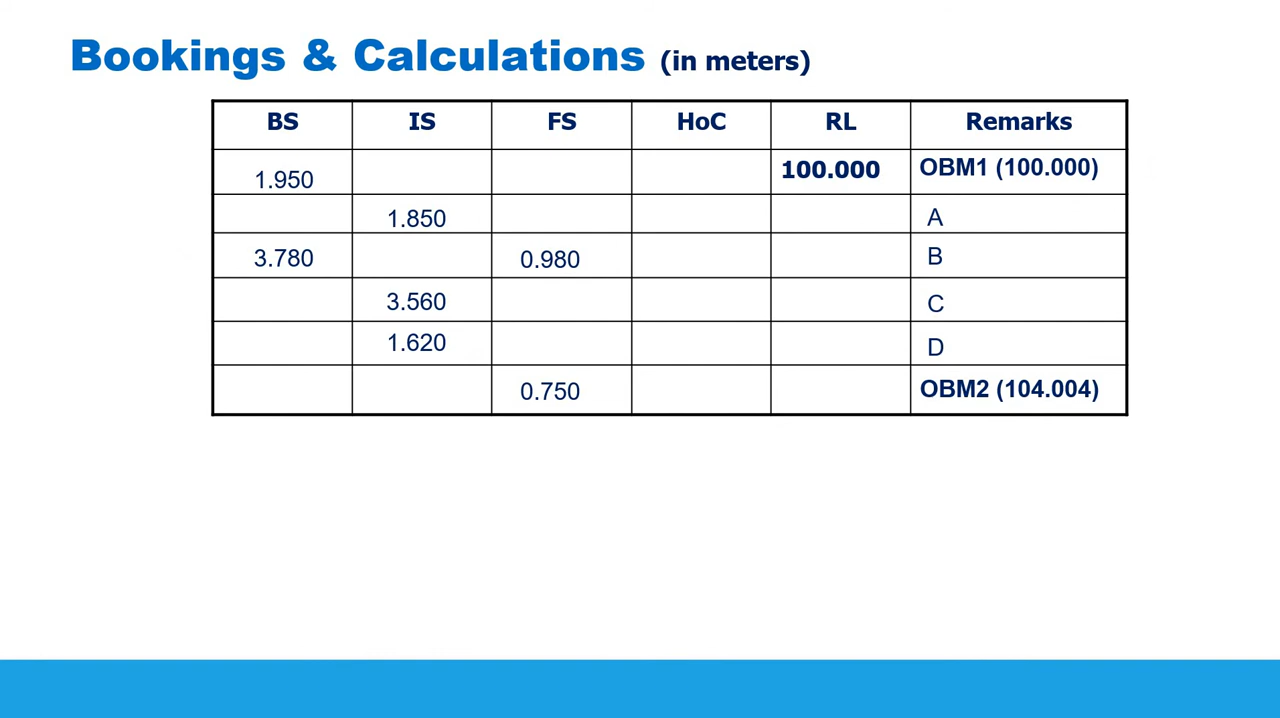 Bookings & Calculations (in meters)
BS IS FS HoC RL Remarks
1.950 100.000 OBM1 (100.000)
1.850 A
3.780 0.980 B
3.560 C
1.620 D
0.750 OBM2 (104.004)